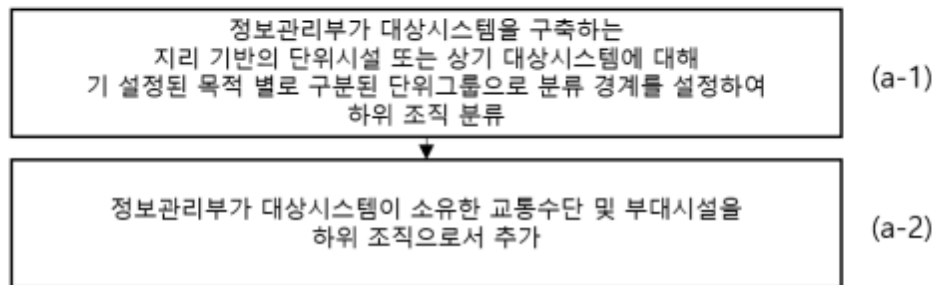 정보관리부가 대상시스템을 구축하는
지리 기반의 단위시설 또는 상기 대상시스템에 대해
기 설정된 목적 별로 구분된 단위그룹으로 분류 경계를 설정하여
하위 조직 분류
(a-1)
정보관리부가 대상시스템이 소유한 교통수단 및 부대시설을
하위 조직으로서 추가
(a-2)